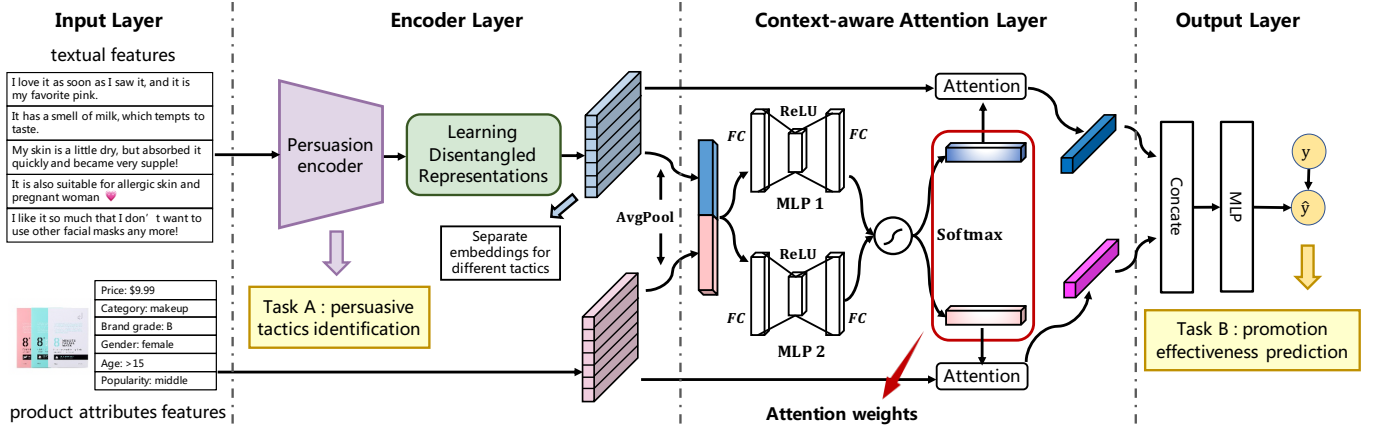 Input Layer
Encoder Layer
Context-aware Attention Layer
Output Layer
textual features
I love it as soon as I saw it, and it is
my favorite pink.
It has a smell of milk, which tempts to
taste.
My skin is a little dry, but absorbed it
quickly and became very supple!
It is also suitable for allergic skin and
pregnant woman 💗
I like it so much that I don’t want to
use other facial masks any more!
Price: $9.99
Category: makeup
Brand grade: B
Gender: female
Age: >15
Popularity: middle
product attributes features
Persuasion
encoder
Learning
Disentangled
Representations
Separate
embeddings for
different tactics
Task A : persuasive
tactics identification
AvgPool
ReLU
FC
FC
MLP 1
ReLU
FC
FC
MLP 2
Attention
Softmax
Attention
Attention weights
Concate
MLP
y
ŷ
Task B : promotion
effectiveness prediction